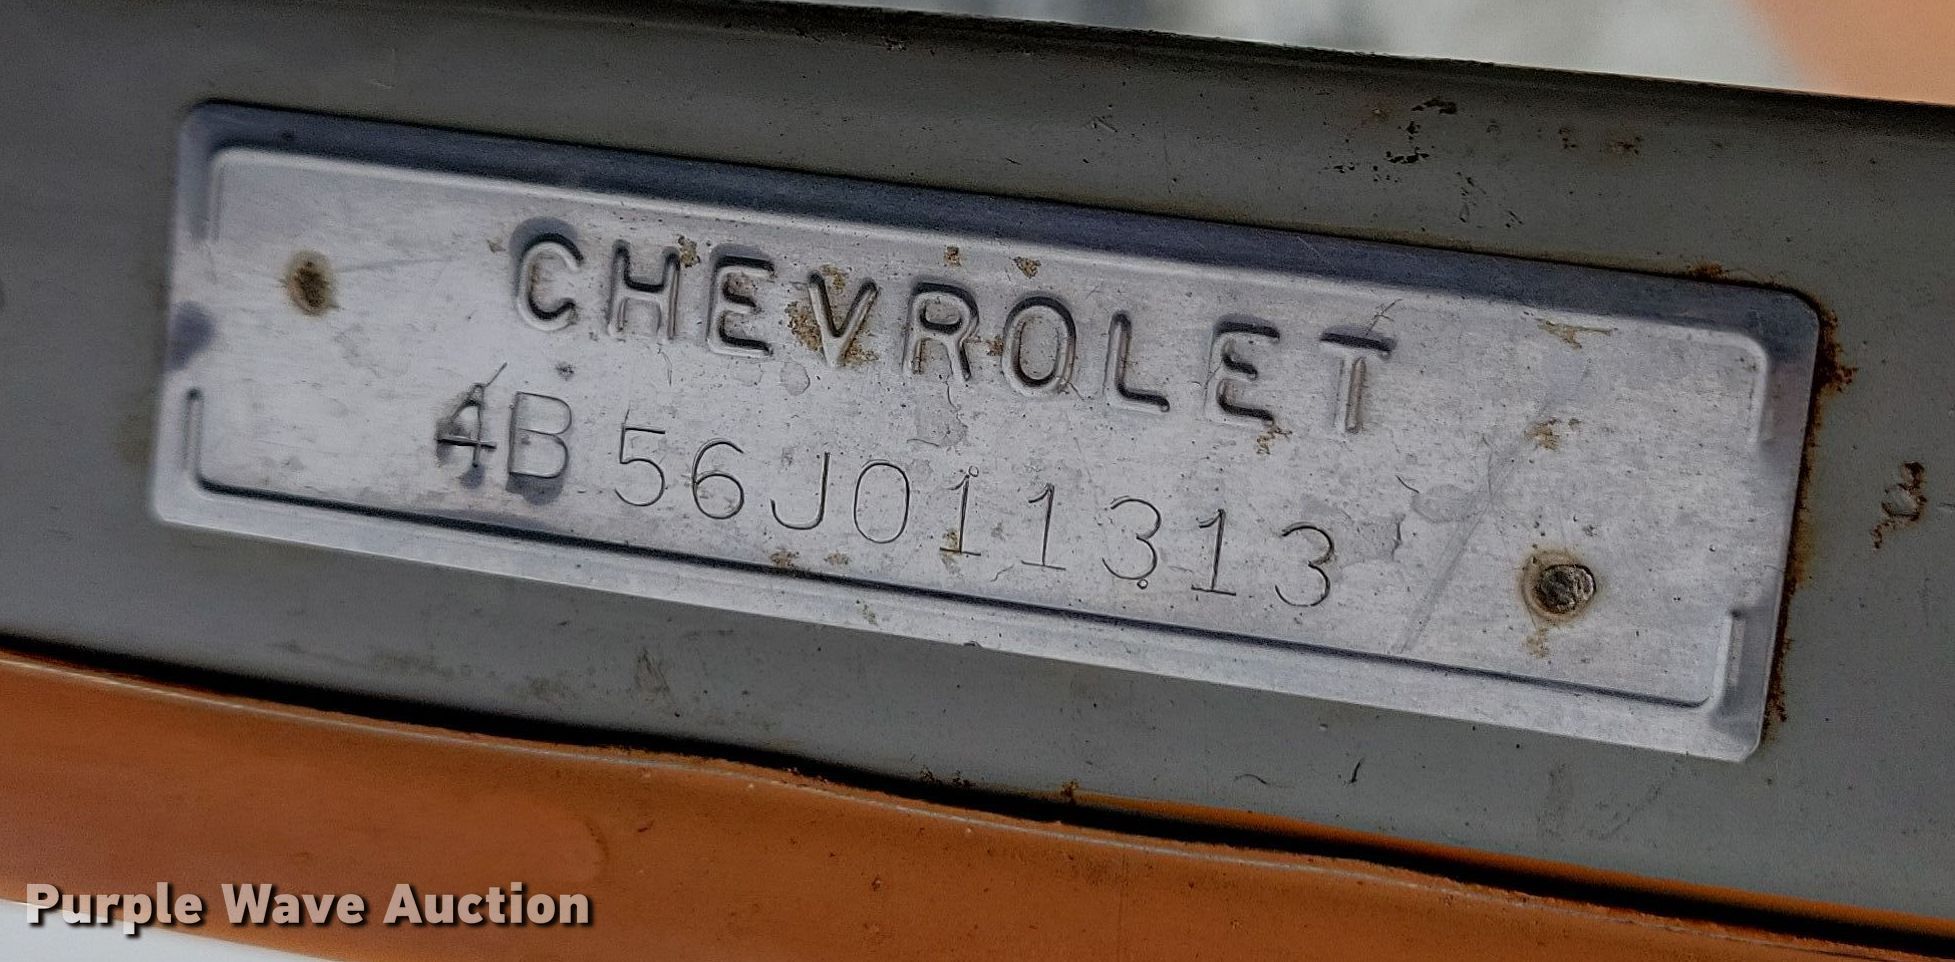 CHEVROLET
4B56J011313
Purple Wave Auction